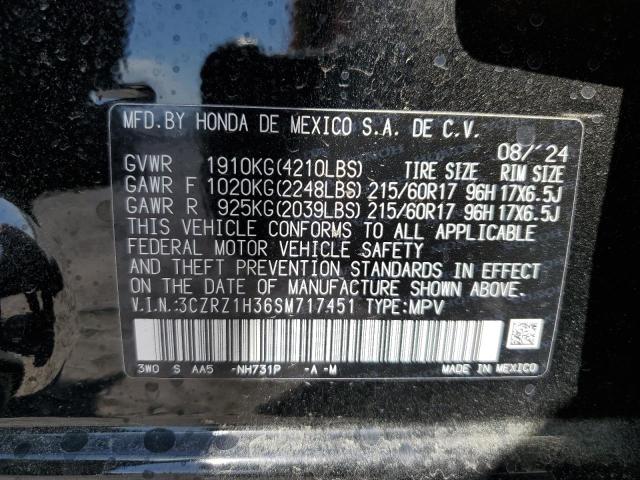 MFD.BY HONDA DE MEXICO S.A. DE C.V.
08/'24
GVWR 1910KG(4210LBS) TIRE SIZE RIM SIZE
GAWR F 1020KG(2248LBS) 215/60R17 96H 17X6.5J
GAWR R 925KG(2039LBS) 215/60R17 96H 17X6.5J
THIS VEHICLE CONFORMS TO ALL APPLICABLE
FEDERAL MOTOR VEHICLE SAFETY
AND THEFT PREVENTION STANDARDS IN EFFECT
ON THE DATE OF MANUFACTURE SHOWN ABOVE.
V.I.N.:3CZRZ1H36SM717451 TYPE:MPV
3WO S AA5 -NH731P -A -M MADE IN MEXICO